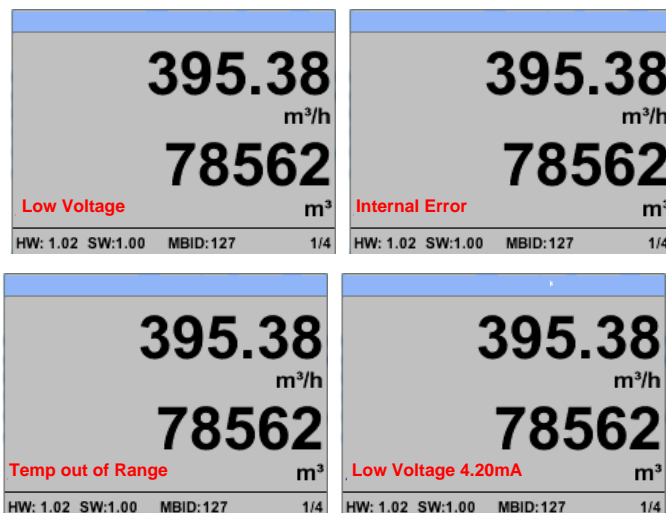 395.38
m³/h
78562
Low Voltage m³
HW: 1.02 SW:1.00 MBID:127 1/4
395.38
m³/h
78562
Internal Error m³
HW: 1.02 SW:1.00 MBID:127 1/4
395.38
m³/h
78562
Temp out of Range m³
HW: 1.02 SW:1.00 MBID:127 1/4
395.38
m³/h
78562
Low Voltage 4.20mA m³
HW: 1.02 SW:1.00 MBID:127 1/4